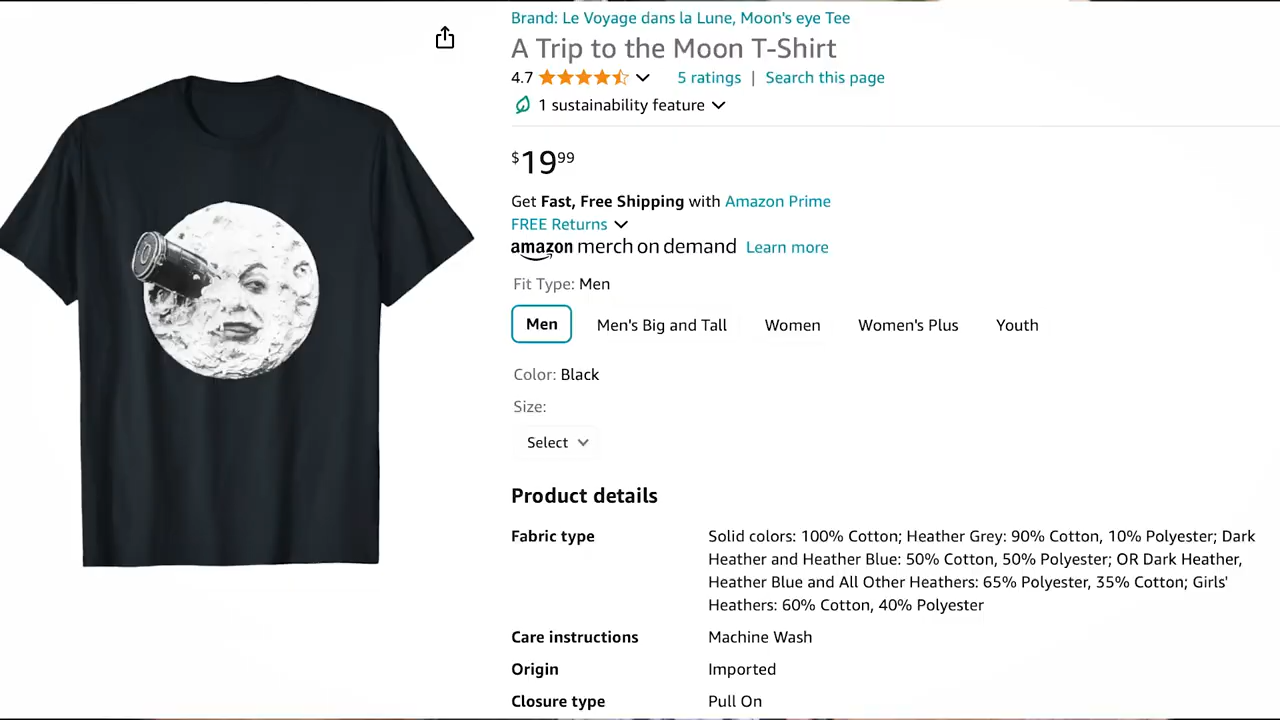 Brand: Le Voyage dans la Lune, Moon's eye Tee
A Trip to the Moon T-Shirt
4.7 5 ratings | Search this page
1 sustainability feature
$1999
Get Fast, Free Shipping with Amazon Prime
FREE Returns
amazon merch on demand Learn more
Fit Type: Men
Men Men's Big and Tall Women Women's Plus Youth
Color: Black
Size:
Select
Product details
Fabric type Solid colors: 100% Cotton; Heather Grey: 90% Cotton, 10% Polyester; Dark
Heather and Heather Blue: 50% Cotton, 50% Polyester; OR Dark Heather,
Heather Blue and All Other Heathers: 65% Polyester, 35% Cotton; Girls'
Heathers: 60% Cotton, 40% Polyester
Care instructions Machine Wash
Origin Imported
Closure type Pull On